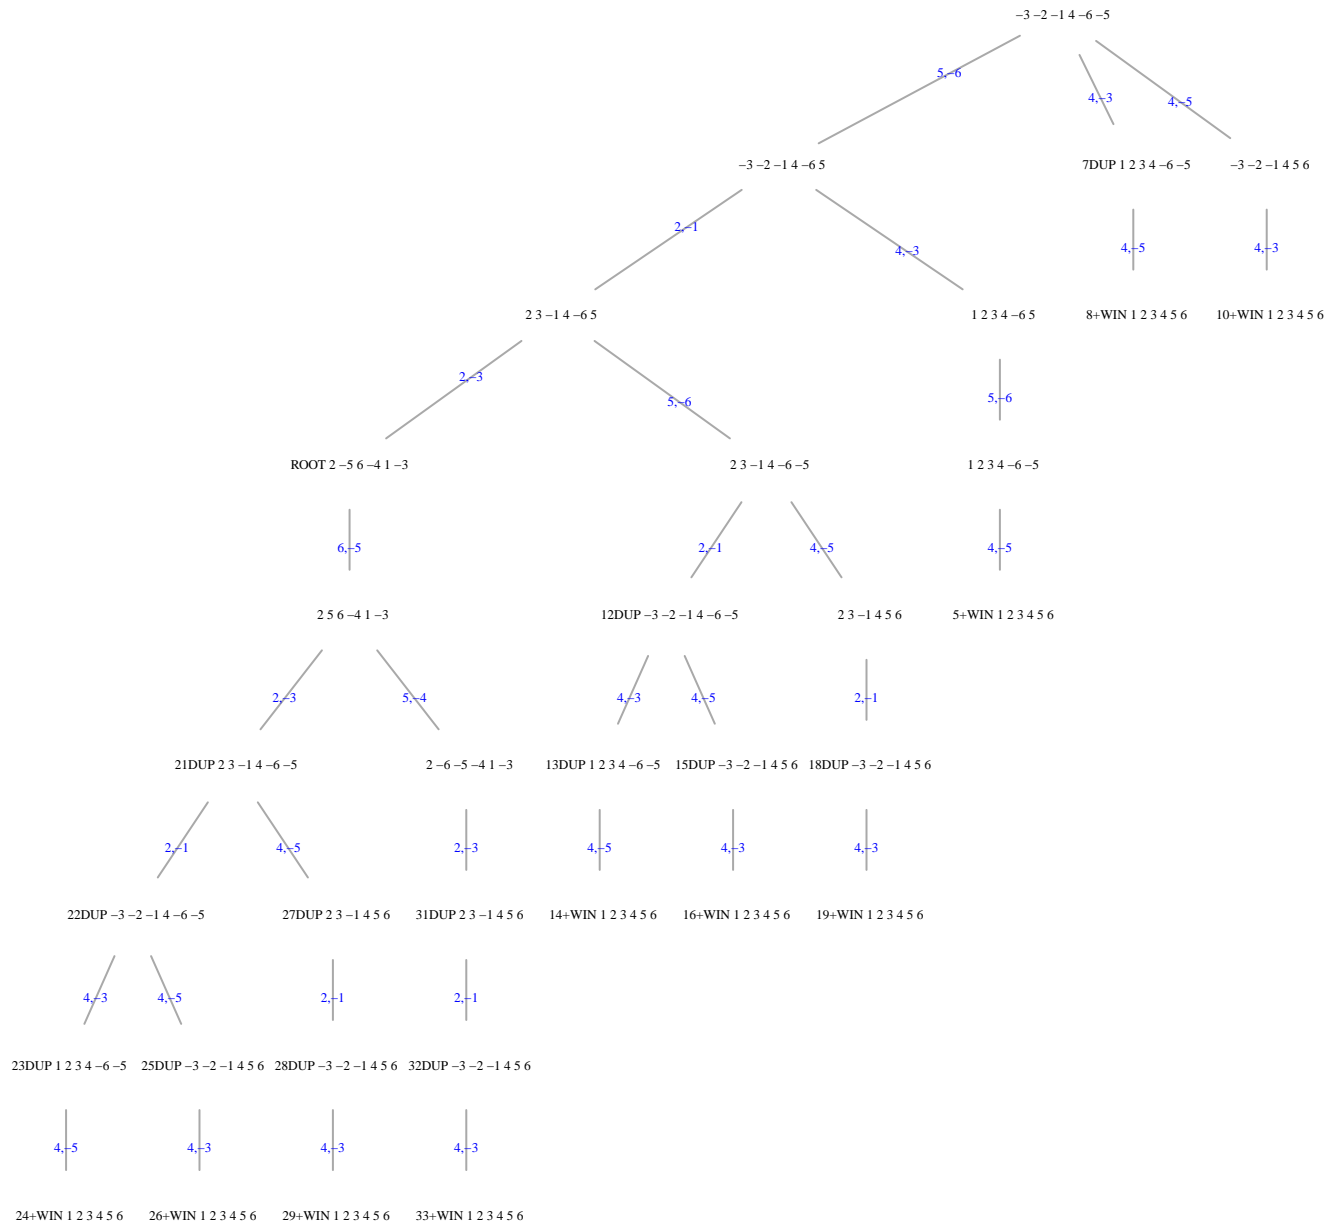 −3 −2 −1 4 −6 −5
5,−6
4,−3
4,−5
−3 −2 −1 4 −6 5
7DUP 1 2 3 4 −6 −5
−3 −2 −1 4 5 6
2,−1
4,−3
4,−5
4,−3
2 3 −1 4 −6 5
1 2 3 4 −6 5
8+WIN 1 2 3 4 5 6
10+WIN 1 2 3 4 5 6
2,−3
5,−6
5,−6
ROOT 2 −5 6 −4 1 −3
2 3 −1 4 −6 −5
1 2 3 4 −6 −5
6,−5
2,−1
4,−5
4,−5
2 5 6 −4 1 −3
12DUP −3 −2 −1 4 −6 −5
2 3 −1 4 5 6
5+WIN 1 2 3 4 5 6
2,−3
5,−4
4,−3
4,−5
2,−1
21DUP 2 3 −1 4 −6 −5
2 −6 −5 −4 1 −3
13DUP 1 2 3 4 −6 −5
15DUP −3 −2 −1 4 5 6
18DUP −3 −2 −1 4 5 6
2,−1
4,−5
2,−3
4,−5
4,−3
4,−3
22DUP −3 −2 −1 4 −6 −5
27DUP 2 3 −1 4 5 6
31DUP 2 3 −1 4 5 6
14+WIN 1 2 3 4 5 6
16+WIN 1 2 3 4 5 6
19+WIN 1 2 3 4 5 6
4,−3
4,−5
2,−1
2,−1
23DUP 1 2 3 4 −6 −5
25DUP −3 −2 −1 4 5 6
28DUP −3 −2 −1 4 5 6
32DUP −3 −2 −1 4 5 6
4,−5
4,−3
4,−3
4,−3
24+WIN 1 2 3 4 5 6
26+WIN 1 2 3 4 5 6
29+WIN 1 2 3 4 5 6
33+WIN 1 2 3 4 5 6